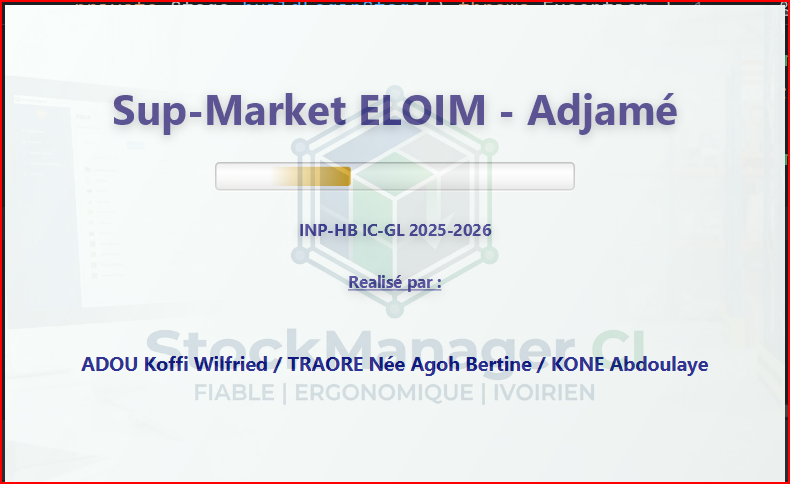 Sup-Market ELOIM - Adjamé
INP-HB IC-GL 2025-2026
Realisé par :
StockManager.CI
ADOU Koffi Wilfried / TRAORE Née Agoh Bertine / KONE Abdoulaye
FIABLE | ERGONOMIQUE | IVOIRIEN